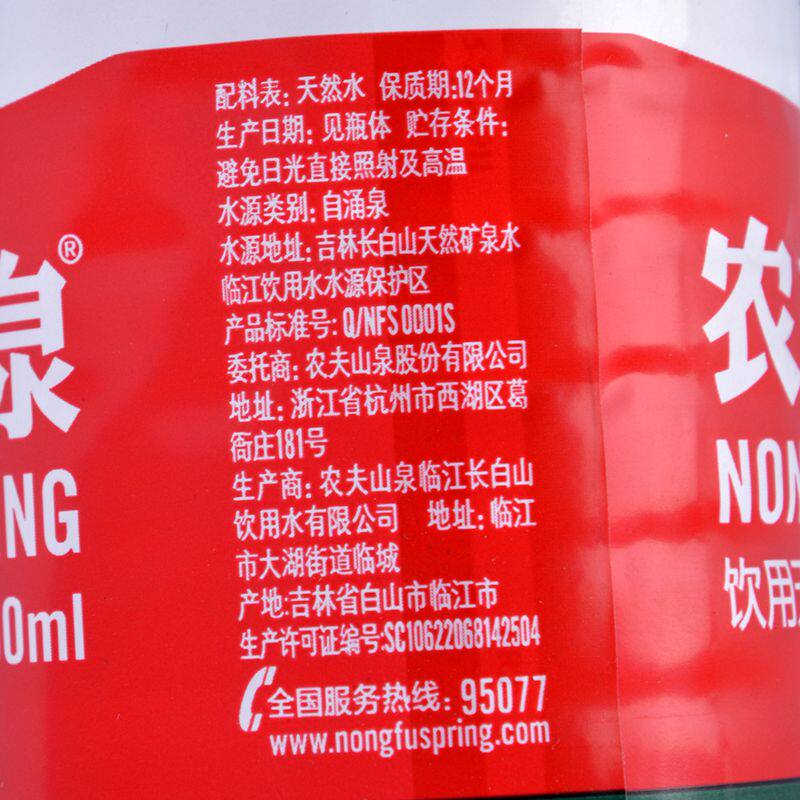 配料表: 天然水 保质期:12个月
生产日期: 见瓶体 贮存条件:
避免日光直接照射及高温
水源类别: 自涌泉
水源地址: 吉林长白山天然矿泉水
临江饮用水水源保护区
产品标准号: Q/NFS 0001S
委托商: 农夫山泉股份有限公司
地址: 浙江省杭州市西湖区葛
衙庄181号
生产商: 农夫山泉临江长白山
饮用水有限公司 地址: 临江
市大湖街道临城
产地:吉林省白山市临江市
生产许可证编号:SC10622068142504
全国服务热线: 95077
www.nongfuspring.com
泉®
ING
0ml
农
NON
饮用